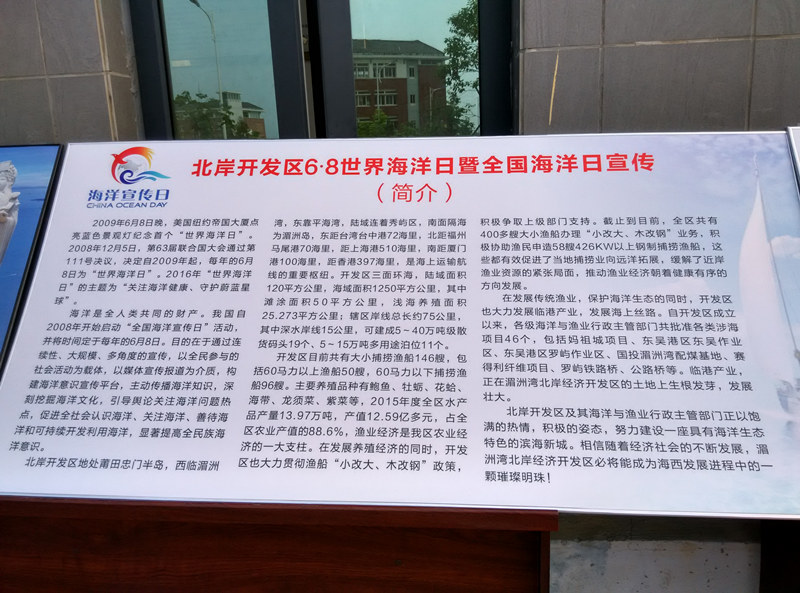 北岸开发区6·8世界海洋日暨全国海洋日宣传
（简介）
海洋宣传日
CHINA OCEAN DAY
2009年6月8日晚，美国纽约帝国大厦点
亮蓝色景观灯纪念首个“世界海洋日”。
2008年12月5日，第63届联合国大会通过第
111号决议，决定自2009年起，每年的6月
8日为“世界海洋日”。2016年“世界海洋
日”的主题为“关注海洋健康、守护蔚蓝星
球”。
海洋是全人类共同的财产。我国自
2008年开始启动“全国海洋宣传日”活动，
并将时间定于每年的6月8日。目的在于通过连
续性、大规模、多角度的宣传，以全民参与的
社会活动为载体，以媒体宣传报道为介质，构
建海洋意识宣传平台，主动传播海洋知识，深
刻挖掘海洋文化，引导舆论关注海洋问题热
点，促进全社会认识海洋、关注海洋、善待海
洋和可持续开发利用海洋，显著提高全民族海
洋意识。
北岸开发区地处莆田忠门半岛，西临湄洲
湾，东靠平海湾，陆域连着秀屿区，南面隔海
为湄洲岛，东距台湾台中港72海里，北距福州
马尾港70海里，距上海港510海里，南距厦门
港100海里，距香港397海里，是海上运输航
线的重要枢纽。开发区三面环海，陆域面积
120平方公里，海域面积1250平方公里，其中
滩涂面积50平方公里，浅海养殖面积
25.273平方公里；辖区岸线总长约75公里，
其中深水岸线15公里，可建成5～40万吨级散
货码头19个、5～15万吨多用途泊位11个。
开发区目前共有大小捕捞渔船146艘，包
括60马力以上渔船50艘，60马力以下捕捞渔
船96艘。主要养殖品种有鲍鱼、牡蛎、花蛤、
海带、龙须菜、紫菜等，2015年度全区水产
品产量13.97万吨，产值12.59亿多元，占全
区农业产值的88.6%，渔业经济是我区农业经
济的一大支柱。在发展养殖经济的同时，开发
区也大力贯彻渔船“小改大、木改钢”政策，
积极争取上级部门支持。截止到目前，全区共有
400多艘大小渔船办理“小改大、木改钢”业务，积
极协助渔民申造58艘426KW以上钢制捕捞渔船，这
些都有效促进了当地捕捞业向远洋拓展，缓解了近岸
渔业资源的紧张局面，推动渔业经济朝着健康有序的
方向发展。
在发展传统渔业，保护海洋生态的同时，开发区
也大力发展临港产业，发展海上丝路。自开发区成立
以来，各级海洋与渔业行政主管部门共批准各类涉海
项目46个，包括妈祖城项目、东吴港区东吴作业
区、东吴港区罗屿作业区、国投湄洲湾配煤基地、赛
得利纤维项目、罗屿铁路桥、公路桥等。临港产业，
正在湄洲湾北岸经济开发区的土地上生根发芽，发展
壮大。
北岸开发区及其海洋与渔业行政主管部门正以饱
满的热情，积极的姿态，努力建设一座具有海洋生态
特色的滨海新城。相信随着经济社会的不断发展，湄
洲湾北岸经济开发区必将能成为海西发展进程中的一
颗璀璨明珠！